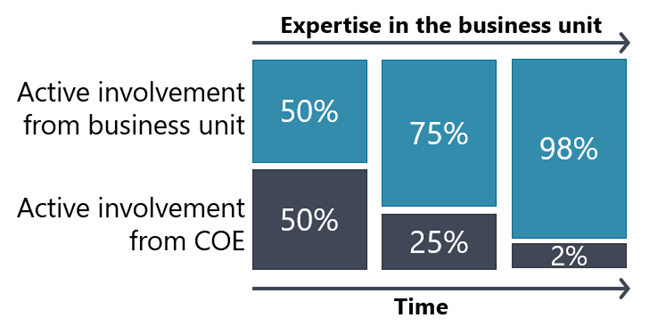 Expertise in the business unit
Active involvement
from business unit
50%
75%
98%
Active involvement
from COE
50%
25%
2%
Time